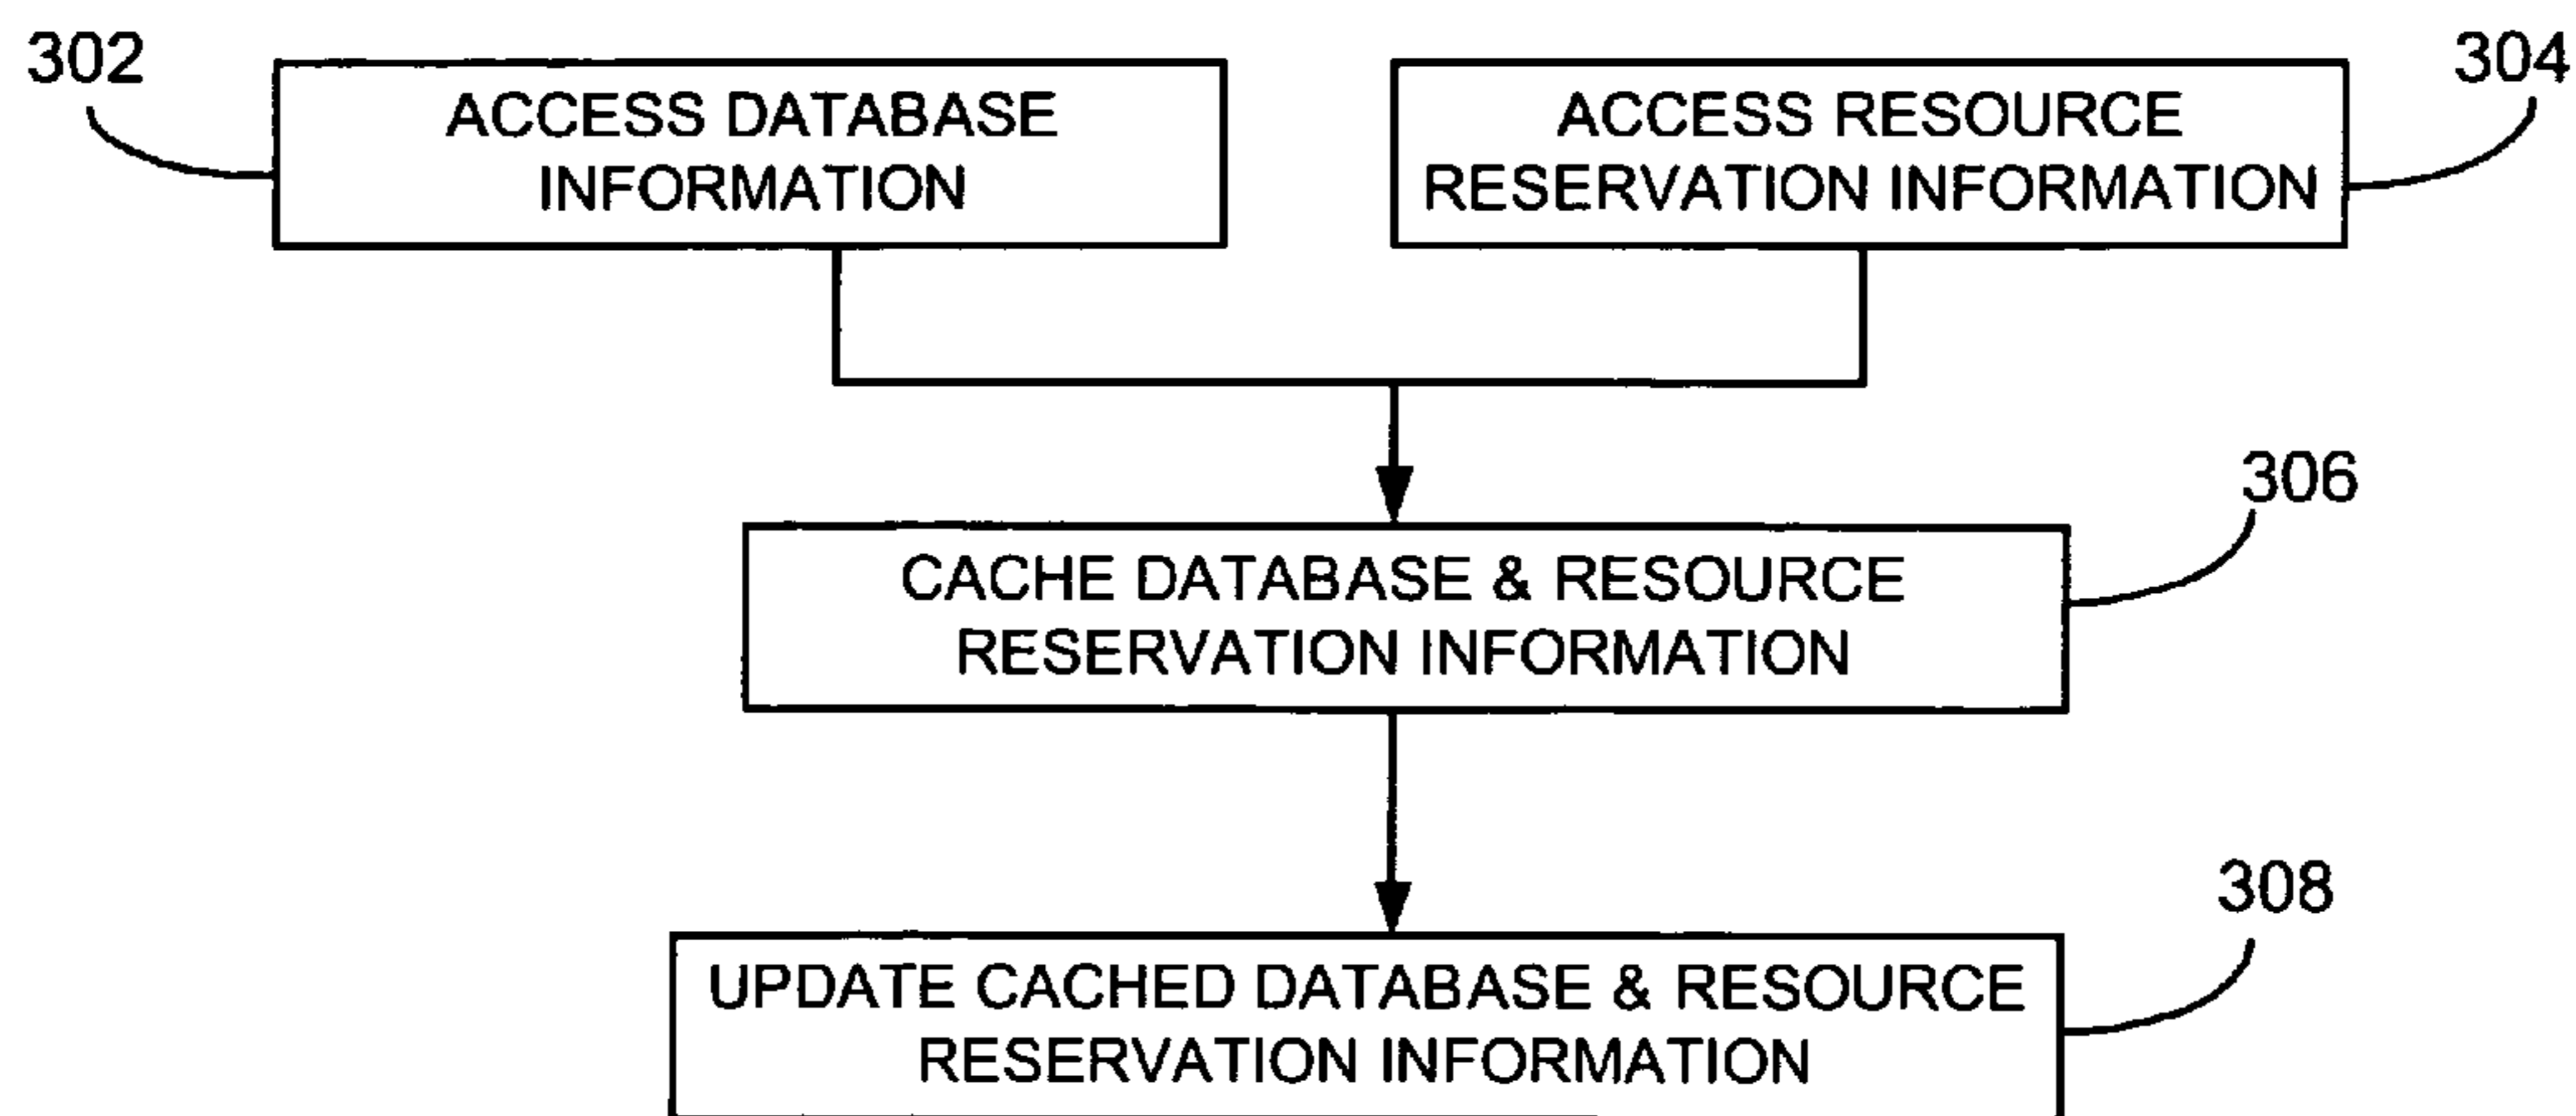 302
ACCESS DATABASE
INFORMATION
304
ACCESS RESOURCE
RESERVATION INFORMATION
306
CACHE DATABASE & RESOURCE
RESERVATION INFORMATION
308
UPDATE CACHED DATABASE & RESOURCE
RESERVATION INFORMATION